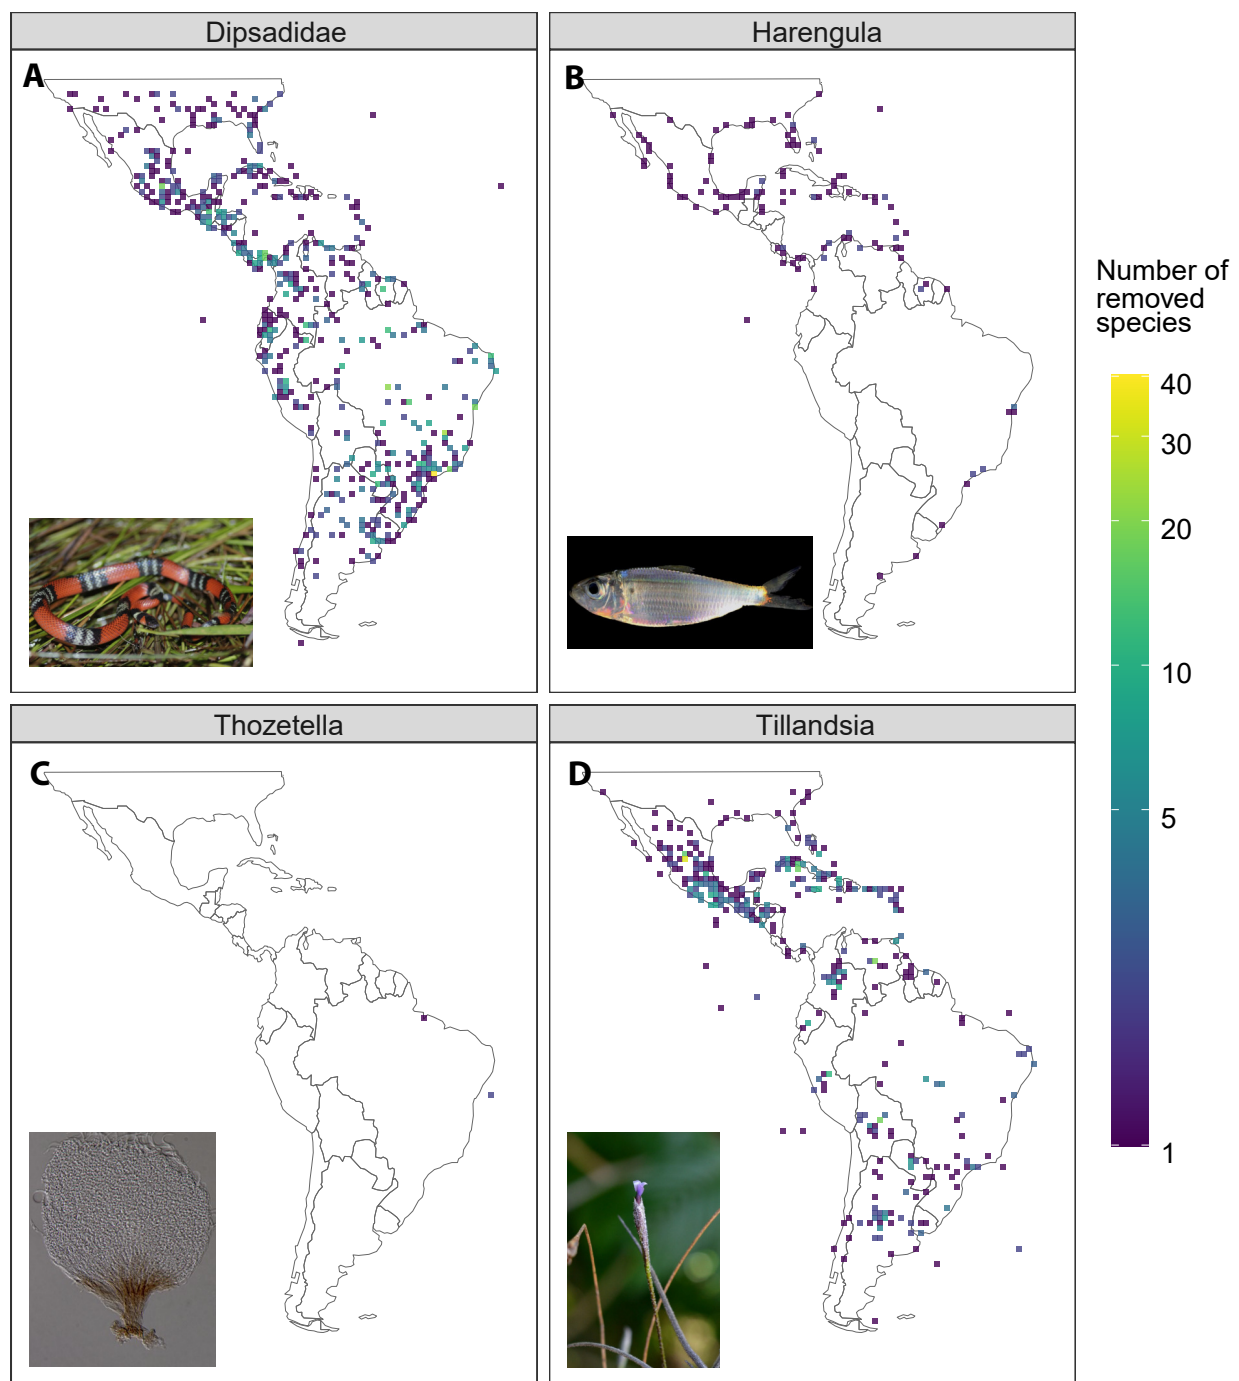 Dipsadidae
A
Harengula
B
Thozetella
C
Tillandsia
D
Number of
removed
species
40
30
20
10
5
1